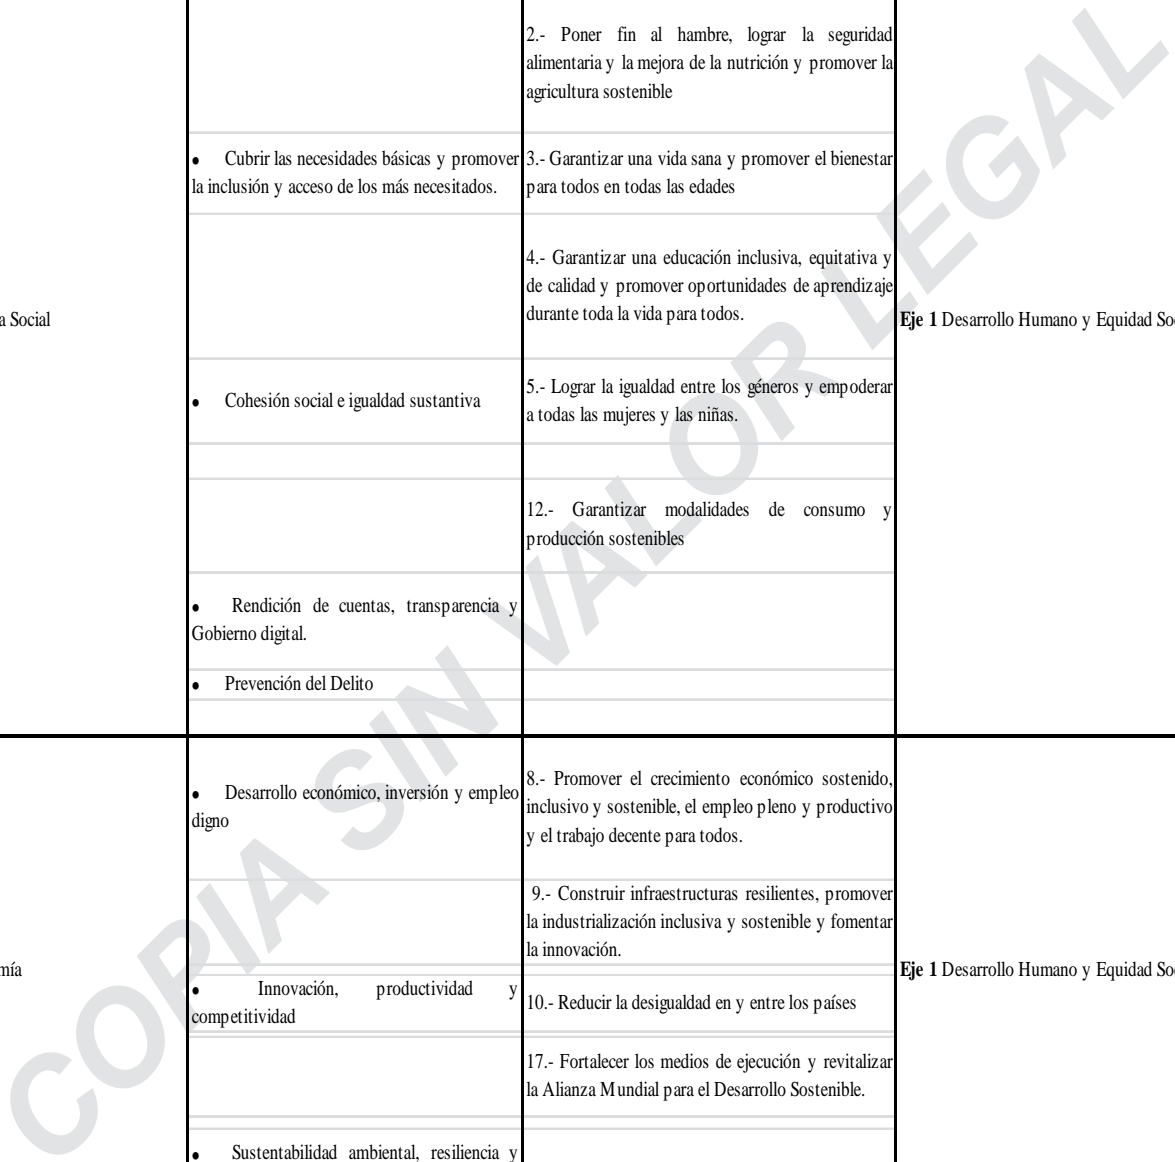 2.- Poner fin al hambre, lograr la seguridad
alimentaria y la mejora de la nutrición y promover la
agricultura sostenible
• Cubrir las necesidades básicas y promover
la inclusión y acceso de los más necesitados.
3.- Garantizar una vida sana y promover el bienestar
para todos en todas las edades
4.- Garantizar una educación inclusiva, equitativa y
de calidad y promover oportunidades de aprendizaje
durante toda la vida para todos.
a Social
Eje 1 Desarrollo Humano y Equidad So
• Cohesión social e igualdad sustantiva
5.- Lograr la igualdad entre los géneros y empoderar
a todas las mujeres y las niñas.
12.- Garantizar modalidades de consumo y
producción sostenibles
• Rendición de cuentas, transparencia y
Gobierno digital.
• Prevención del Delito
• Desarrollo económico, inversión y empleo
digno
8.- Promover el crecimiento económico sostenido,
inclusivo y sostenible, el empleo pleno y productivo
y el trabajo decente para todos.
9.- Construir infraestructuras resilientes, promover
la industrialización inclusiva y sostenible y fomentar
la innovación.
mía
Eje 1 Desarrollo Humano y Equidad So
• Innovación, productividad y
competitividad
10.- Reducir la desigualdad en y entre los países
17.- Fortalecer los medios de ejecución y revitalizar
la Alianza Mundial para el Desarrollo Sostenible.
• Sustentabilidad ambiental, resiliencia y
COPIA SIN VALOR LEGAL